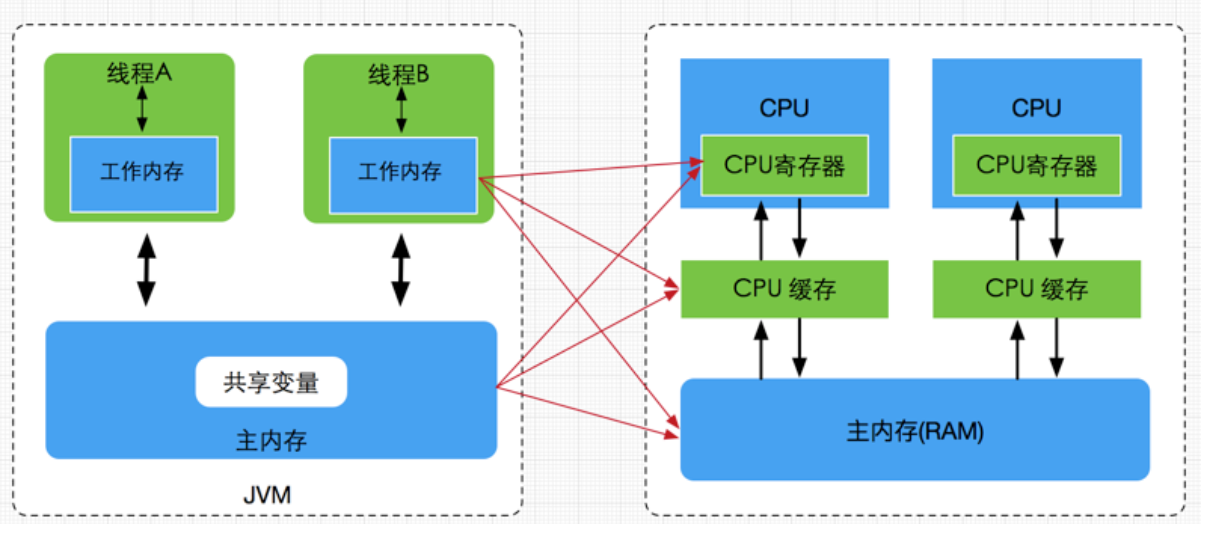 线程A
工作内存
线程B
工作内存
共享变量
主内存
JVM
CPU
CPU寄存器
CPU 缓存
CPU
CPU寄存器
CPU 缓存
主内存(RAM)